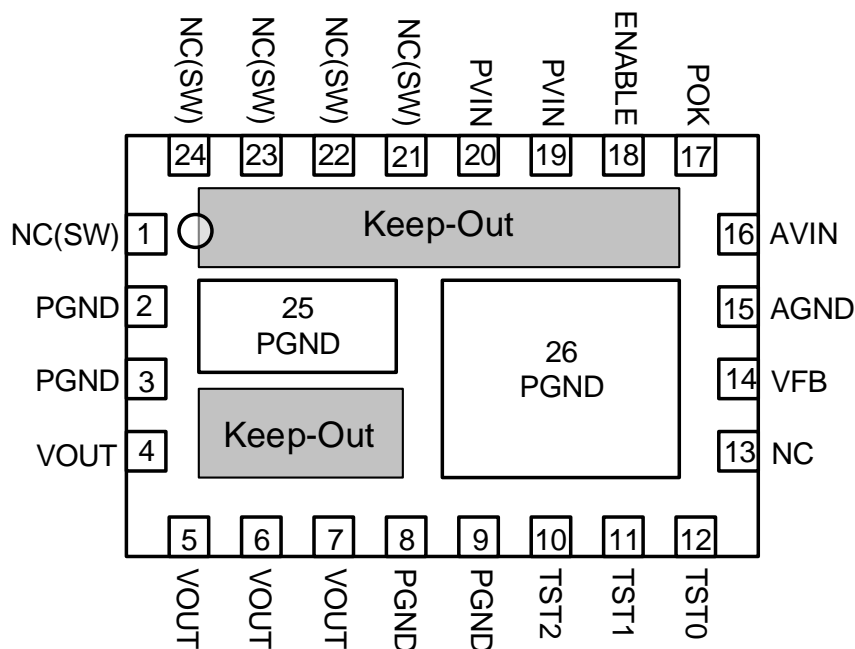 NC(SW)
NC(SW)
NC(SW)
NC(SW)
PVIN
PVIN
ENABLE
POK
24
23
22
21
20
19
18
17
NC(SW)
1
Keep-Out
16
AVIN
PGND
2
25
PGND
15
AGND
26
PGND
PGND
3
14
VFB
Keep-Out
VOUT
4
13
NC
5
6
7
8
9
10
11
12
VOUT
VOUT
VOUT
PGND
PGND
TST2
TST1
TST0